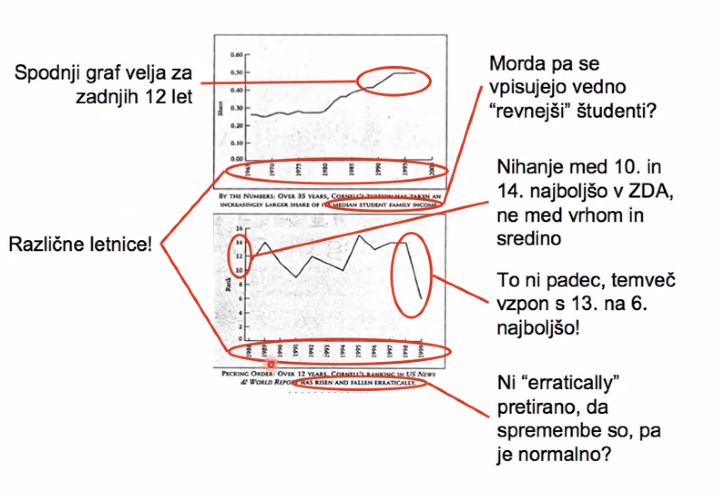 Spodnji graf velja za
zadnjih 12 let
Različne letnice!
0.60
0.50
0.40
0.30
0.20
0.10
0.00
Share
1965
1970
1975
1980
1985
1990
1995
2000
BY THE NUMBERS: OVER 35 YEARS, CORNELL'S TUITION HAS TAKEN AN
INCREASINGLY LARGER SHARE OF ITS MEDIAN STUDENT FAMILY INCOME.
16
14
12
10
8
6
4
2
0
Rank
1988
1989
1990
1991
1992
1993
1994
1995
1996
1997
1998
1999
PECKING ORDER: OVER 12 YEARS, CORNELL'S RANKING IN US NEWS
& WORLD REPORT HAS RISEN AND FALLEN ERRATICALLY.
Morda pa se
vpisujejo vedno
“revnejši” študenti?
Nihanje med 10. in
14. najboljšo v ZDA,
ne med vrhom in
sredino
To ni padec, temveč
vzpon s 13. na 6.
najboljšo!
Ni “erratically”
pretirano, da
spremembe so, pa
je normalno?